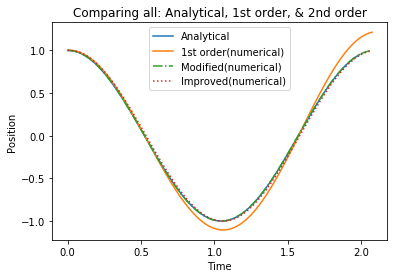 Comparing all: Analytical, 1st order, & 2nd order
Analytical
1st order(numerical)
Modified(numerical)
Improved(numerical)
1.0
0.5
0.0
-0.5
-1.0
Position
0.0 0.5 1.0 1.5 2.0
Time